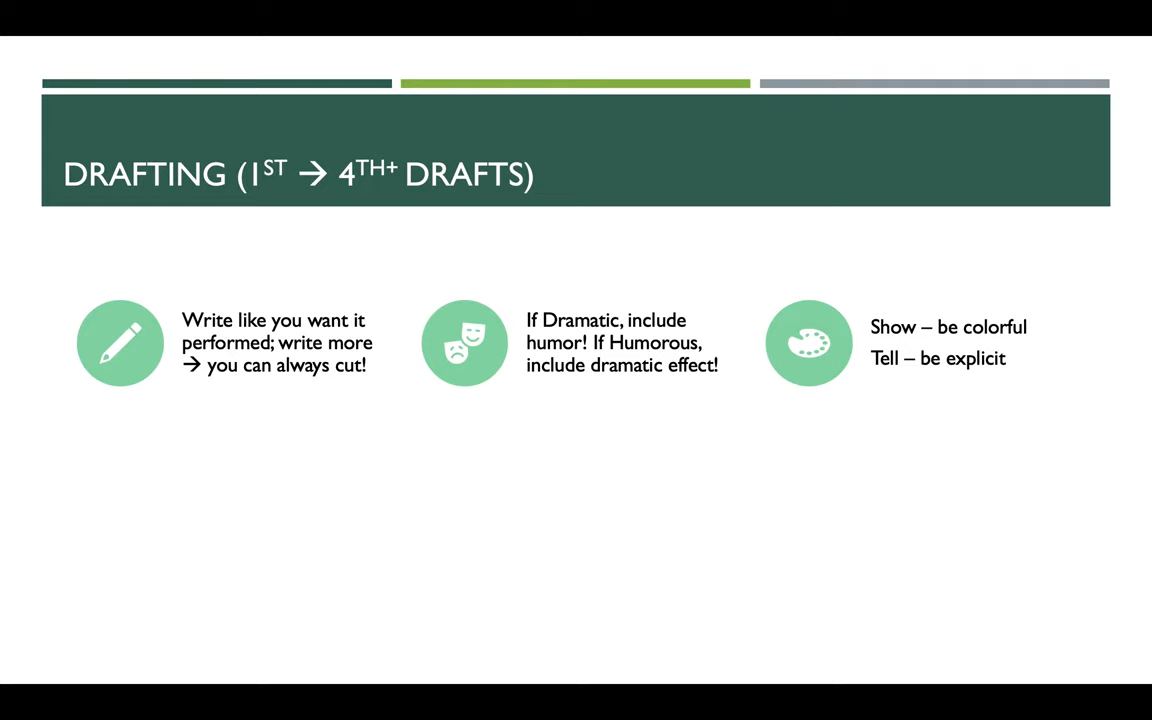 DRAFTING (1ST → 4TH+ DRAFTS)
Write like you want it
performed; write more
→ you can always cut!
If Dramatic, include
humor! If Humorous,
include dramatic effect!
Show – be colorful
Tell – be explicit